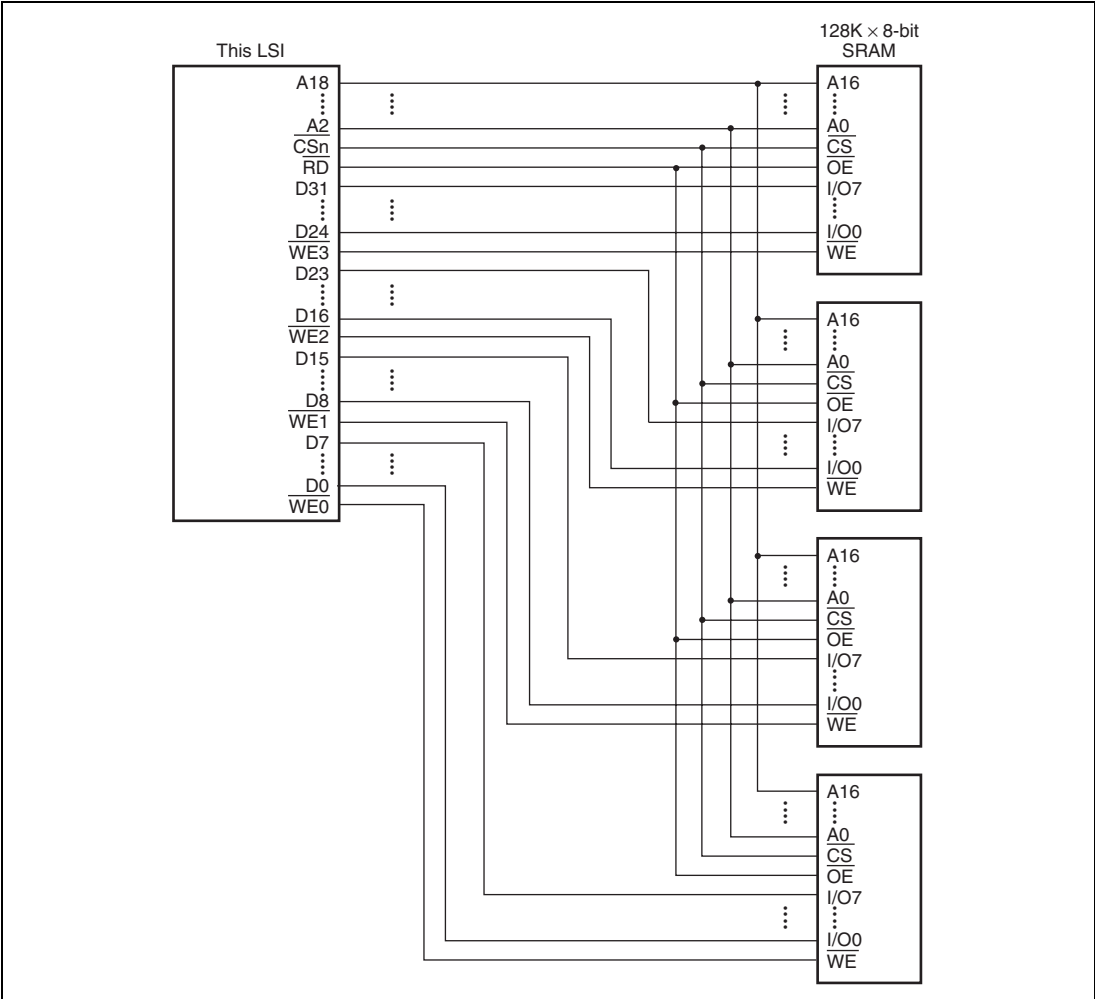 This LSI
A18
A2
CSn
RD
D31
D24
WE3
D23
D16
WE2
D15
D8
WE1
D7
D0
WE0
128K × 8-bit
SRAM
A16
A0
CS
OE
I/O7
I/O0
WE
A16
A0
CS
OE
I/O7
I/O0
WE
A16
A0
CS
OE
I/O7
I/O0
WE
A16
A0
CS
OE
I/O7
I/O0
WE